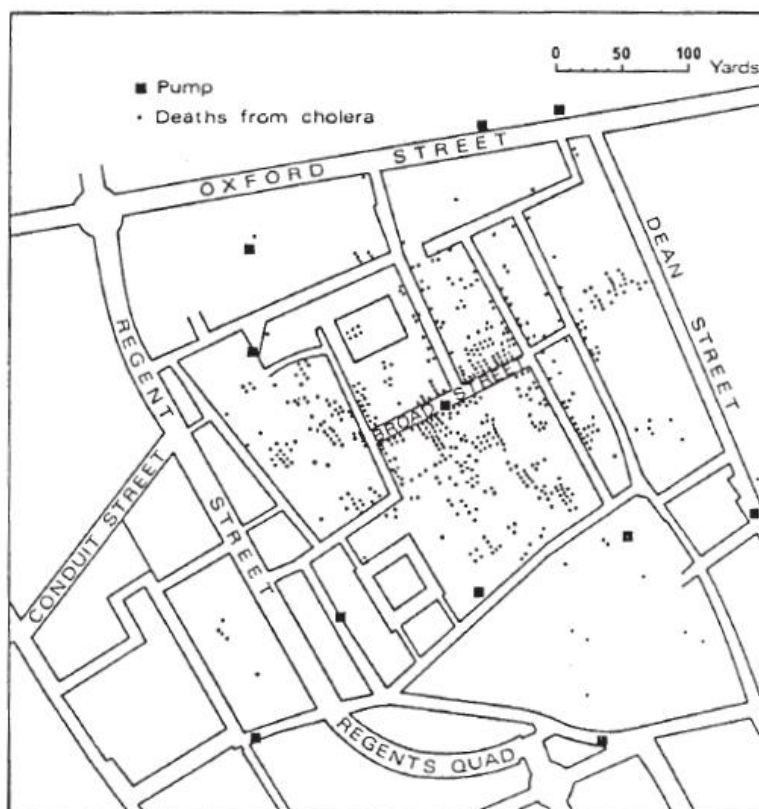 0 50 100 Yards
Pump
Deaths from cholera
OXFORD STREET
REGENT STREET
DEAN STREET
BROAD STREET
CONDUIT STREET
REGENTS QUAD